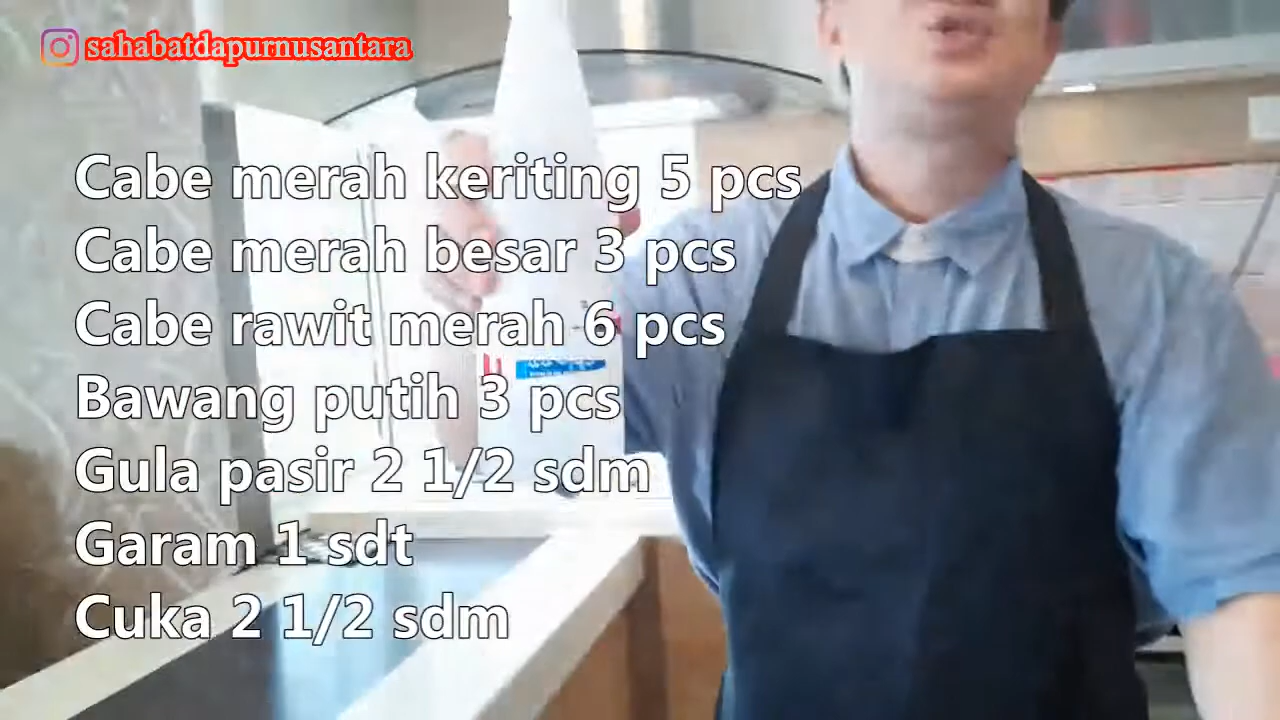 sahabatdapurnusantara
Cabe merah keriting 5 pcs
Cabe merah besar 3 pcs
Cabe rawit merah 6 pcs
Bawang putih 3 pcs
Gula pasir 2 1/2 sdm
Garam 1 sdt
Cuka 2 1/2 sdm